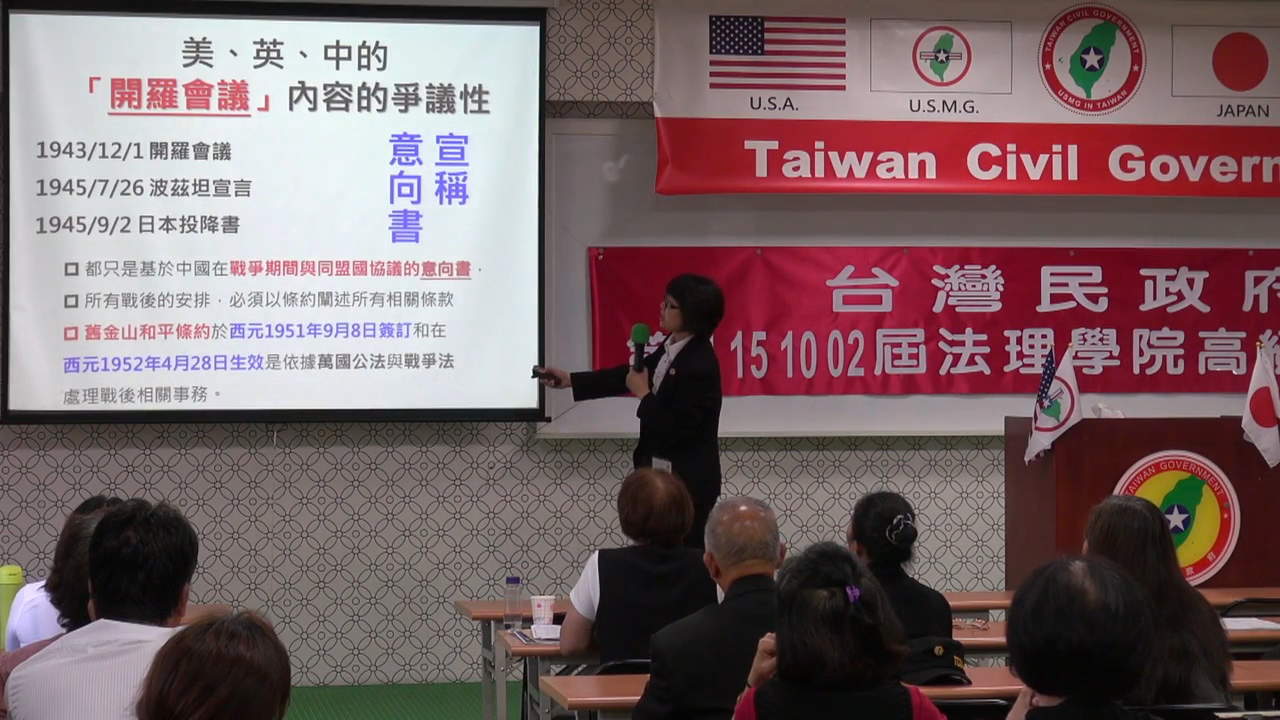 美、英、中的
「開羅會議」內容的爭議性
1943/12/1 開羅會議
1945/7/26 波茲坦宣言
1945/9/2 日本投降書
宣稱
意向書
都只是基於中國在戰爭期間與同盟國協議的意向書.
所有戰後的安排,必須以條約闡述所有相關條款
舊金山和平條約於西元1951年9月8日簽訂和在
西元1952年4月28日生效是依據萬國公法與戰爭法
處理戰後相關事務。
U.S.A.
U.S.M.G.
TAIWAN CIVIL GOVERNMENT
USMG IN TAIWAN
JAPAN
Taiwan Civil Govern
台灣民政府
15 10 02屆法理學院高
TAIWAN GOVERNMENT